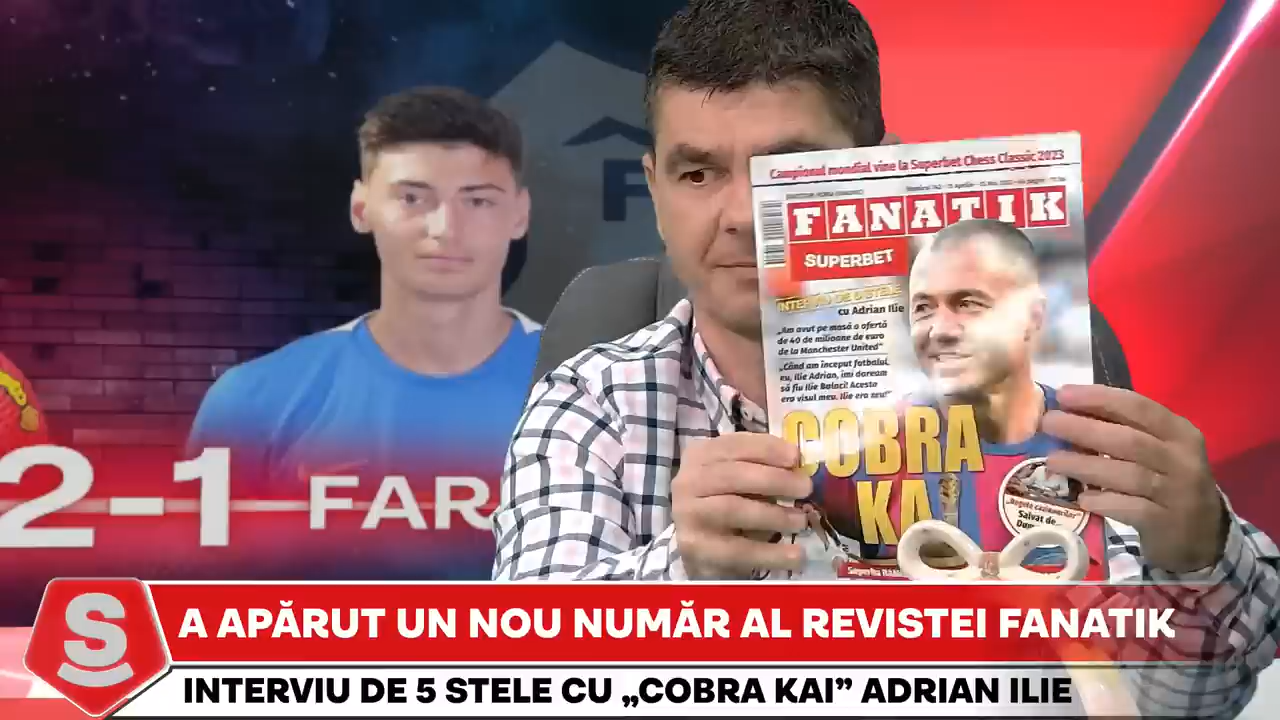 Campionul mondial vine la Superbet Chess Classic 2023
FANATIK
SUPERBET
INTERVIU DE 5 STELE
cu Adrian Ilie
„Am avut pe masă o ofertă
de 40 de milioane de euro
de la Manchester United”
„Când am început fotbalul,
eu, Ilie Adrian, îmi doream
să fiu Ilie Balaci! Acesta
era visul meu. Ilie era zeu!”
COBRA
KAI
Salvat de
2-1
FAR
S
A APĂRUT UN NOU NUMĂR AL REVISTEI FANATIK
INTERVIU DE 5 STELE CU „COBRA KAI” ADRIAN ILIE